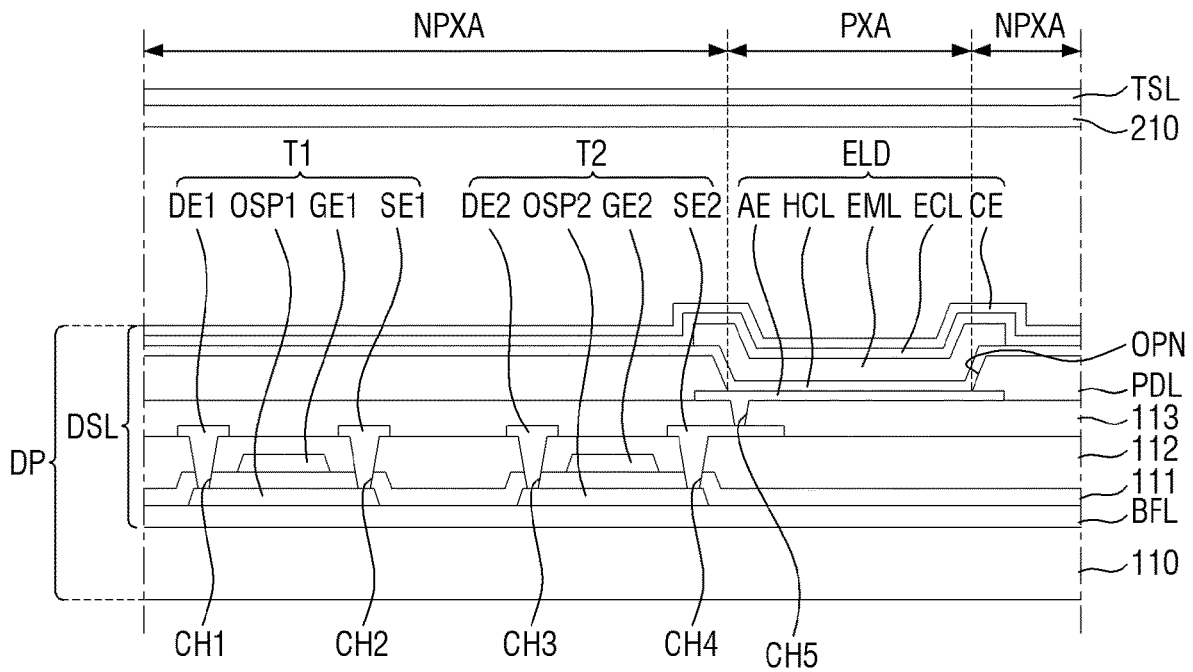 NPXA PXA NPXA
TSL
210
T1 T2 ELD
DE1 OSP1 GE1 SE1 DE2 OSP2 GE2 SE2 AE HCL EML ECL CE
OPN
PDL
113
DSL
112
DP
111
BFL
110
CH1 CH2 CH3 CH4 CH5